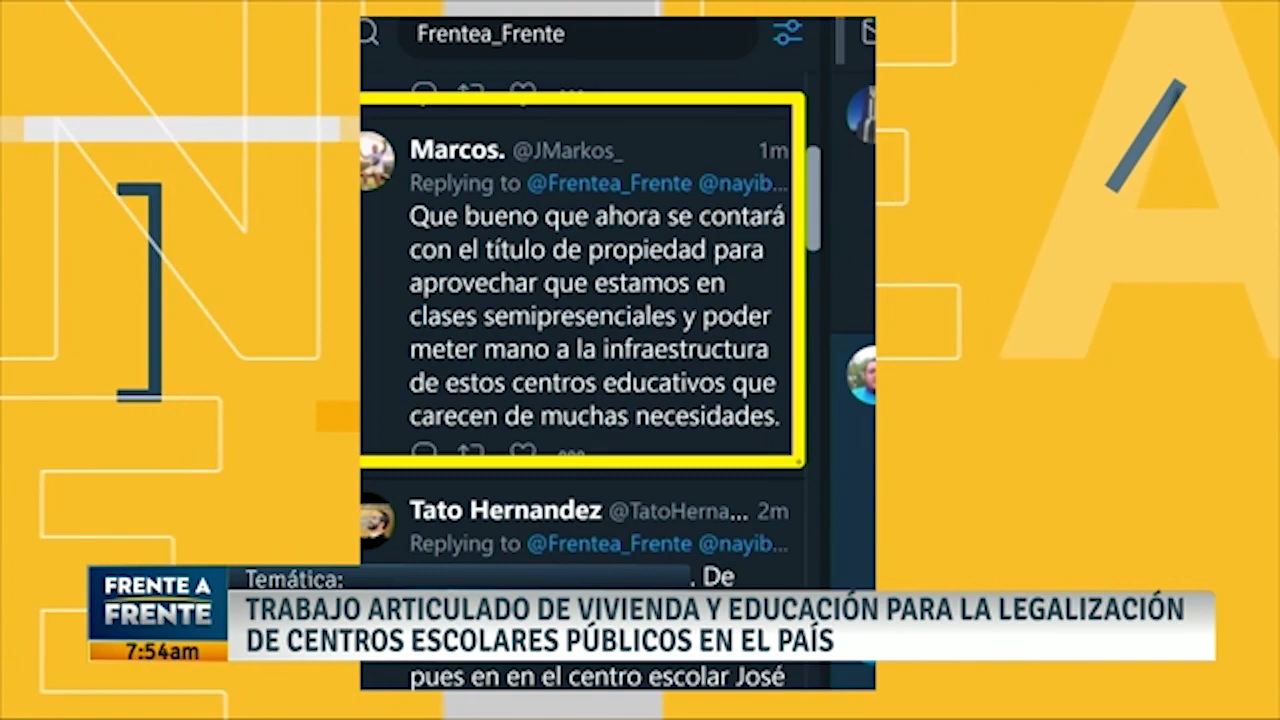 Frentea_Frente
Marcos. @JMarkos_ 1m
Replying to @Frentea_Frente @nayib...
Que bueno que ahora se contará
con el título de propiedad para
aprovechar que estamos en
clases semipresenciales y poder
meter mano a la infraestructura
de estos centros educativos que
carecen de muchas necesidades.
Tato Hernandez @TatoHerna... 2m
Replying to @Frentea_Frente @nayib...
. De
FRENTE A
FRENTE
7:54am
Temática:
TRABAJO ARTICULADO DE VIVIENDA Y EDUCACIÓN PARA LA LEGALIZACIÓN
DE CENTROS ESCOLARES PÚBLICOS EN EL PAÍS
pues en en el centro escolar José